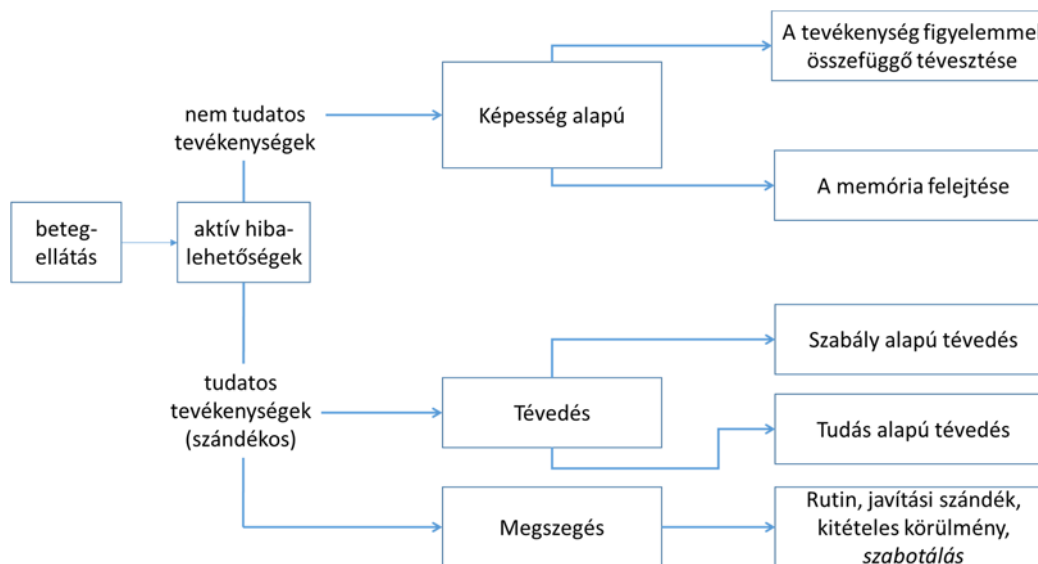 A tevékenység figyelemmel
összefüggő tévesztése
nem tudatos
tevékenységek
Képesség alapú
A memória felejtése
beteg-
ellátás
aktív hiba-
lehetőségek
Szabály alapú tévedés
tudatos
tevékenységek
(szándékos)
Tévedés
Tudás alapú tévedés
Megszegés
Rutin, javítási szándék,
kitételes körülmény,
szabotálás